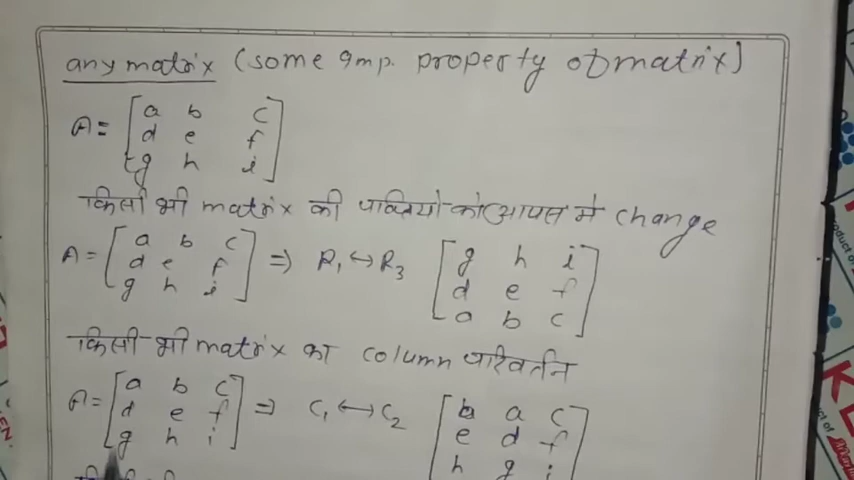 any matrix (some imp. property of matrix)
A = [a b c
d e f
g h i]
किसी भी matrix की पंक्तियो को आपस मे change
A = [a b c
d e f
g h i] ⇒ R₁ ↔ R₃ [g h i
d e f
a b c]
किसी भी matrix का column परिवर्तन
A = [a b c
d e f
g h i] ⇒ C₁ ↔ C₂ [b a c
e d f
h g i]